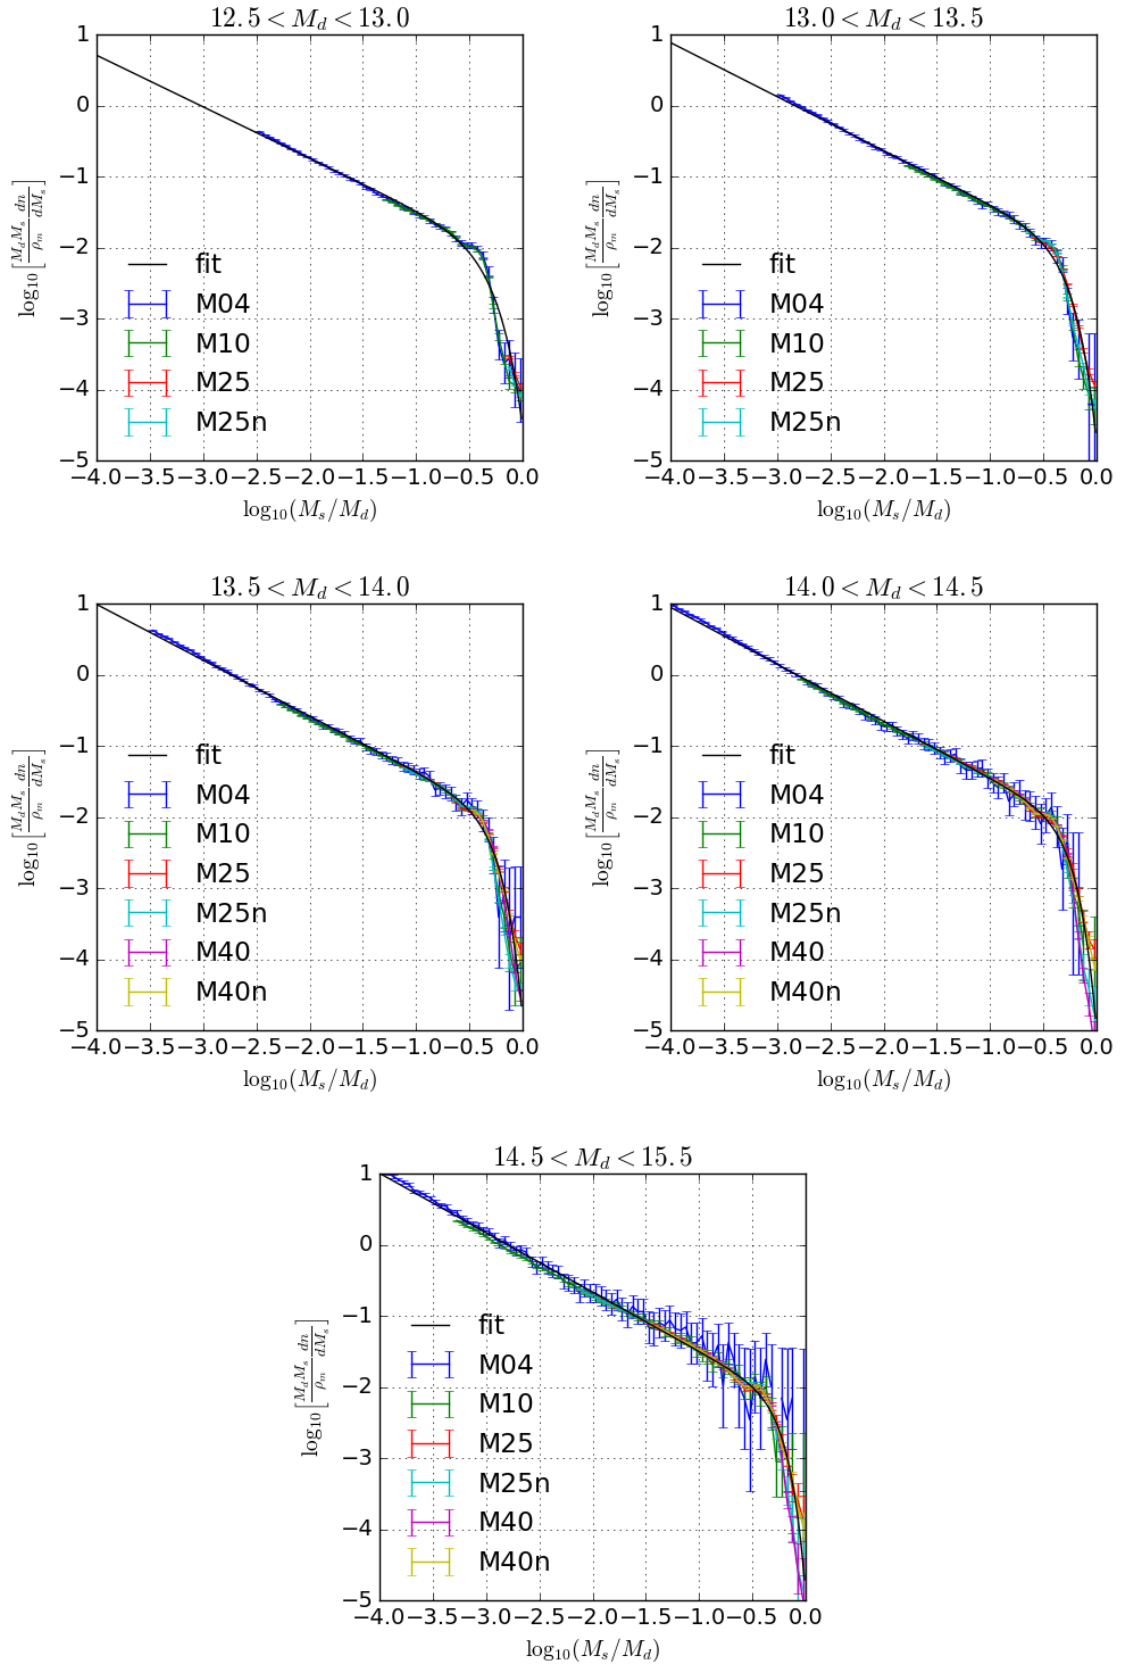 12.5 < M_d < 13.0
1
0
−1
−2
−3
−4
−5
log10[M_d M_s/ρ_m dn/dM_s]
fit
M04
M10
M25
M25n
−4.0 −3.5 −3.0 −2.5 −2.0 −1.5 −1.0 −0.5 0.0
log10(M_s/M_d)
13.0 < M_d < 13.5
1
0
−1
−2
−3
−4
−5
log10[M_d M_s/ρ_m dn/dM_s]
fit
M04
M10
M25
M25n
−4.0 −3.5 −3.0 −2.5 −2.0 −1.5 −1.0 −0.5 0.0
log10(M_s/M_d)
13.5 < M_d < 14.0
1
0
−1
−2
−3
−4
−5
log10[M_d M_s/ρ_m dn/dM_s]
fit
M04
M10
M25
M25n
M40
M40n
−4.0 −3.5 −3.0 −2.5 −2.0 −1.5 −1.0 −0.5 0.0
log10(M_s/M_d)
14.0 < M_d < 14.5
1
0
−1
−2
−3
−4
−5
log10[M_d M_s/ρ_m dn/dM_s]
fit
M04
M10
M25
M25n
M40
M40n
−4.0 −3.5 −3.0 −2.5 −2.0 −1.5 −1.0 −0.5 0.0
log10(M_s/M_d)
14.5 < M_d < 15.5
1
0
−1
−2
−3
−4
−5
log10[M_d M_s/ρ_m dn/dM_s]
fit
M04
M10
M25
M25n
M40
M40n
−4.0 −3.5 −3.0 −2.5 −2.0 −1.5 −1.0 −0.5 0.0
log10(M_s/M_d)